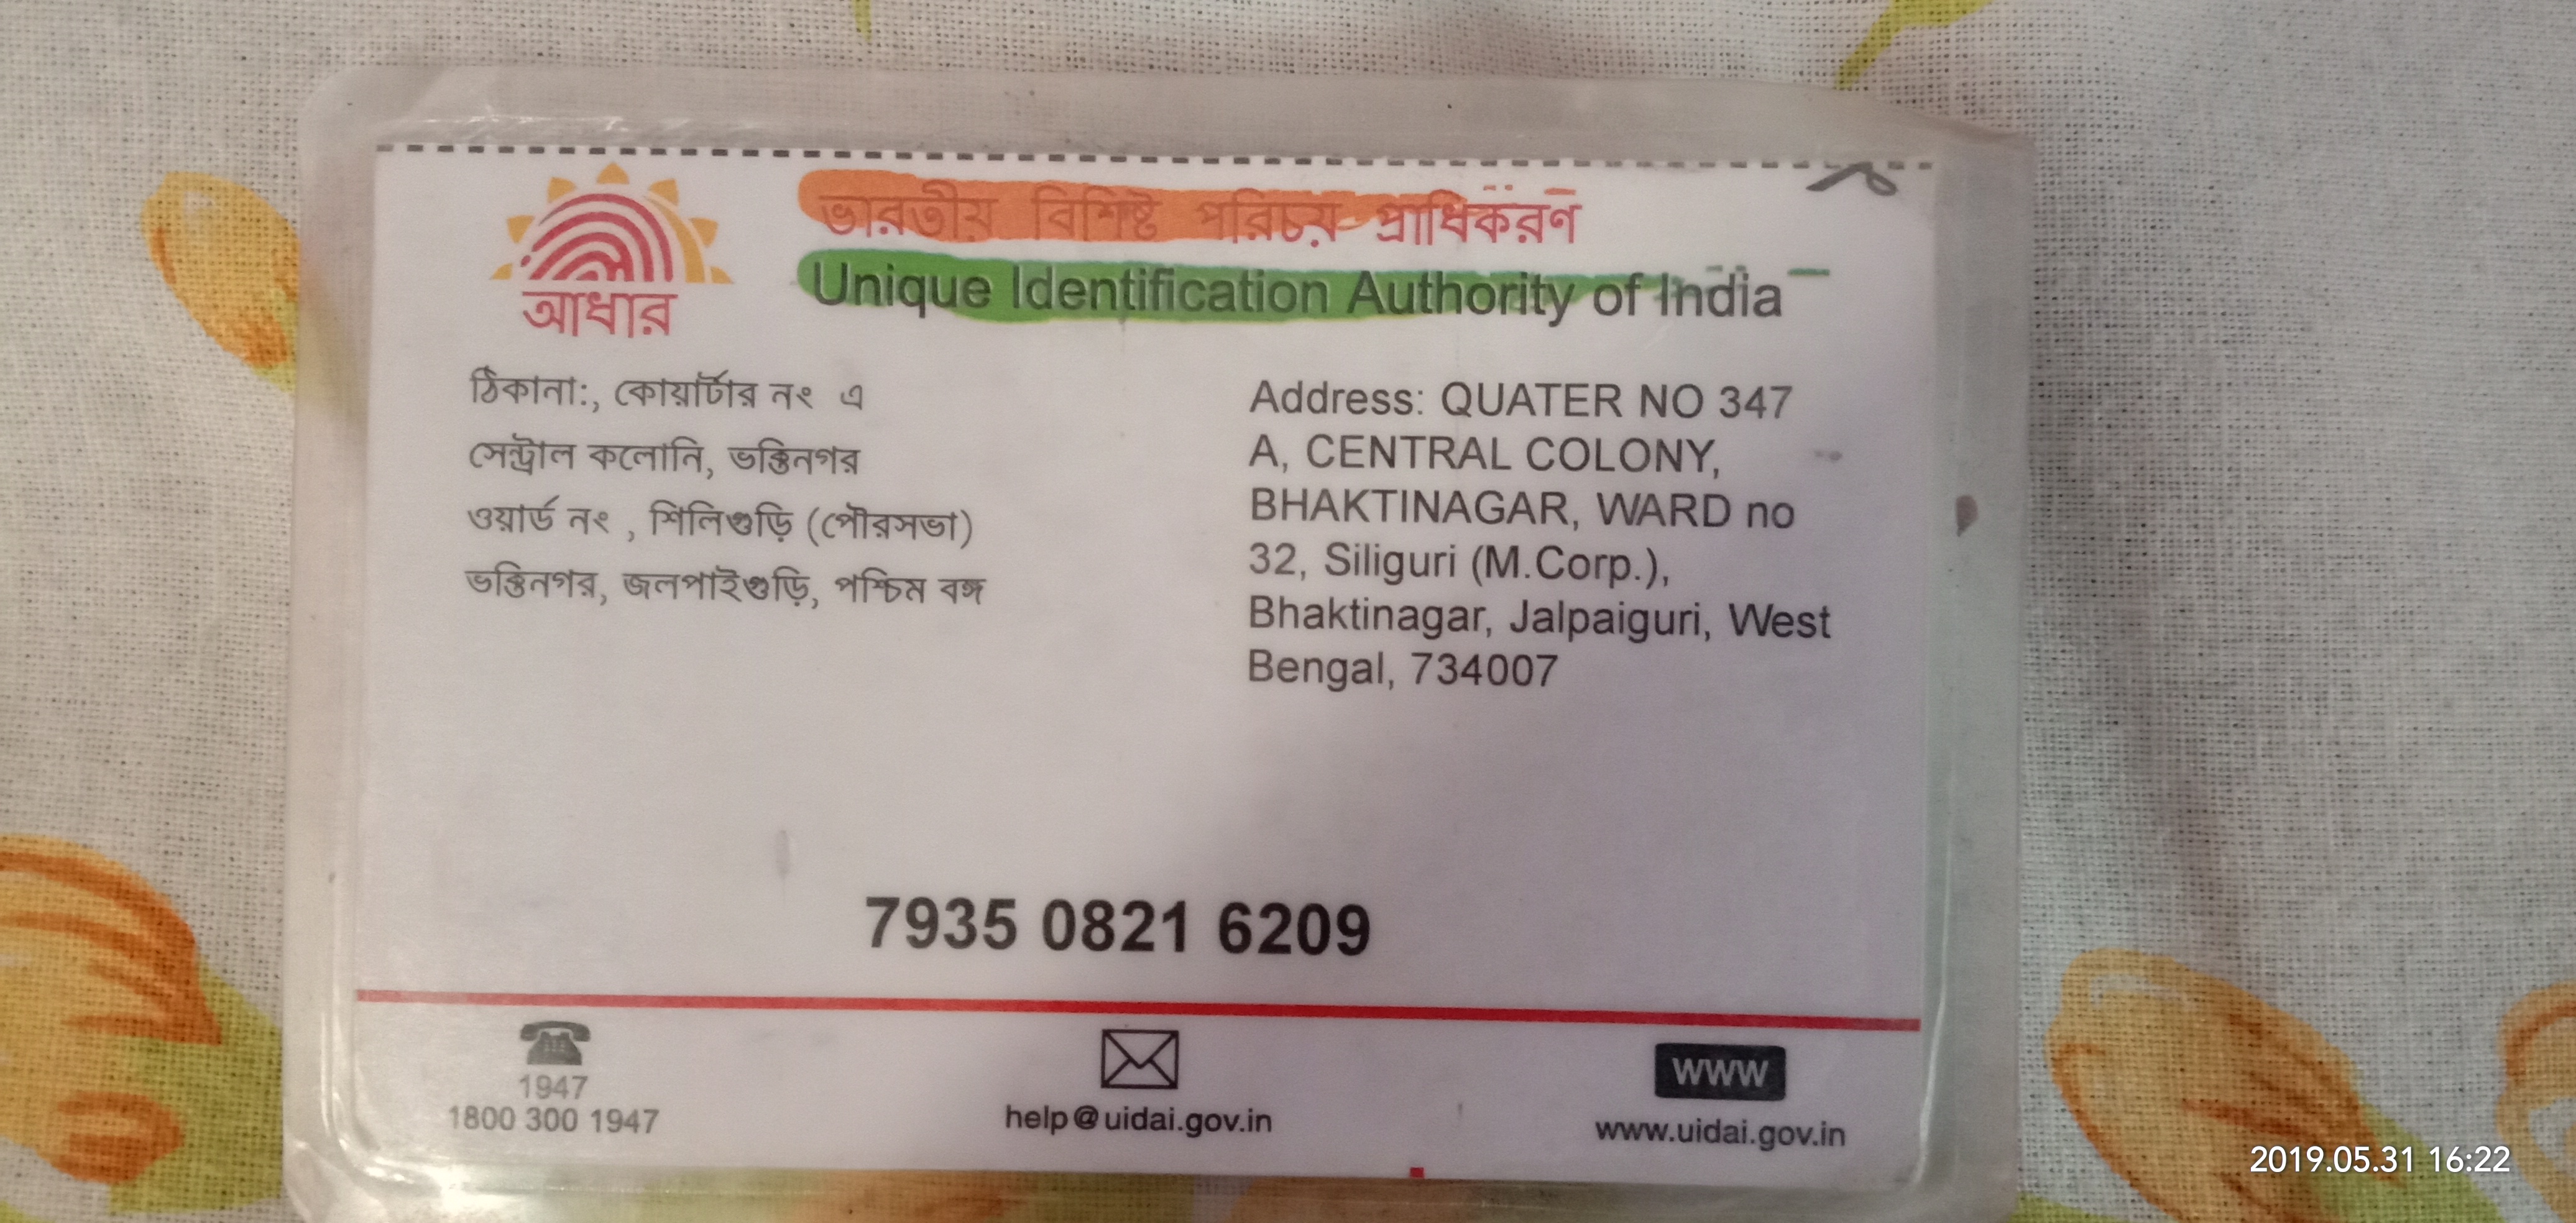 ভারতীয় বিশিষ্ট পরিচয় প্রাধিকরণ
Unique Identification Authority of India
আধার
ঠিকানা:, কোয়ার্টার নং এ
সেন্ট্রাল কলোনি, ভক্তিনগর
ওয়ার্ড নং , শিলিগুড়ি (পৌরসভা)
ভক্তিনগর, জলপাইগুড়ি, পশ্চিম বঙ্গ
Address: QUATER NO 347
A, CENTRAL COLONY,
BHAKTINAGAR, WARD no
32, Siliguri (M.Corp.),
Bhaktinagar, Jalpaiguri, West
Bengal, 734007
7935 0821 6209
1947
1800 300 1947
help@uidai.gov.in
WWW
www.uidai.gov.in
2019.05.31 16:22